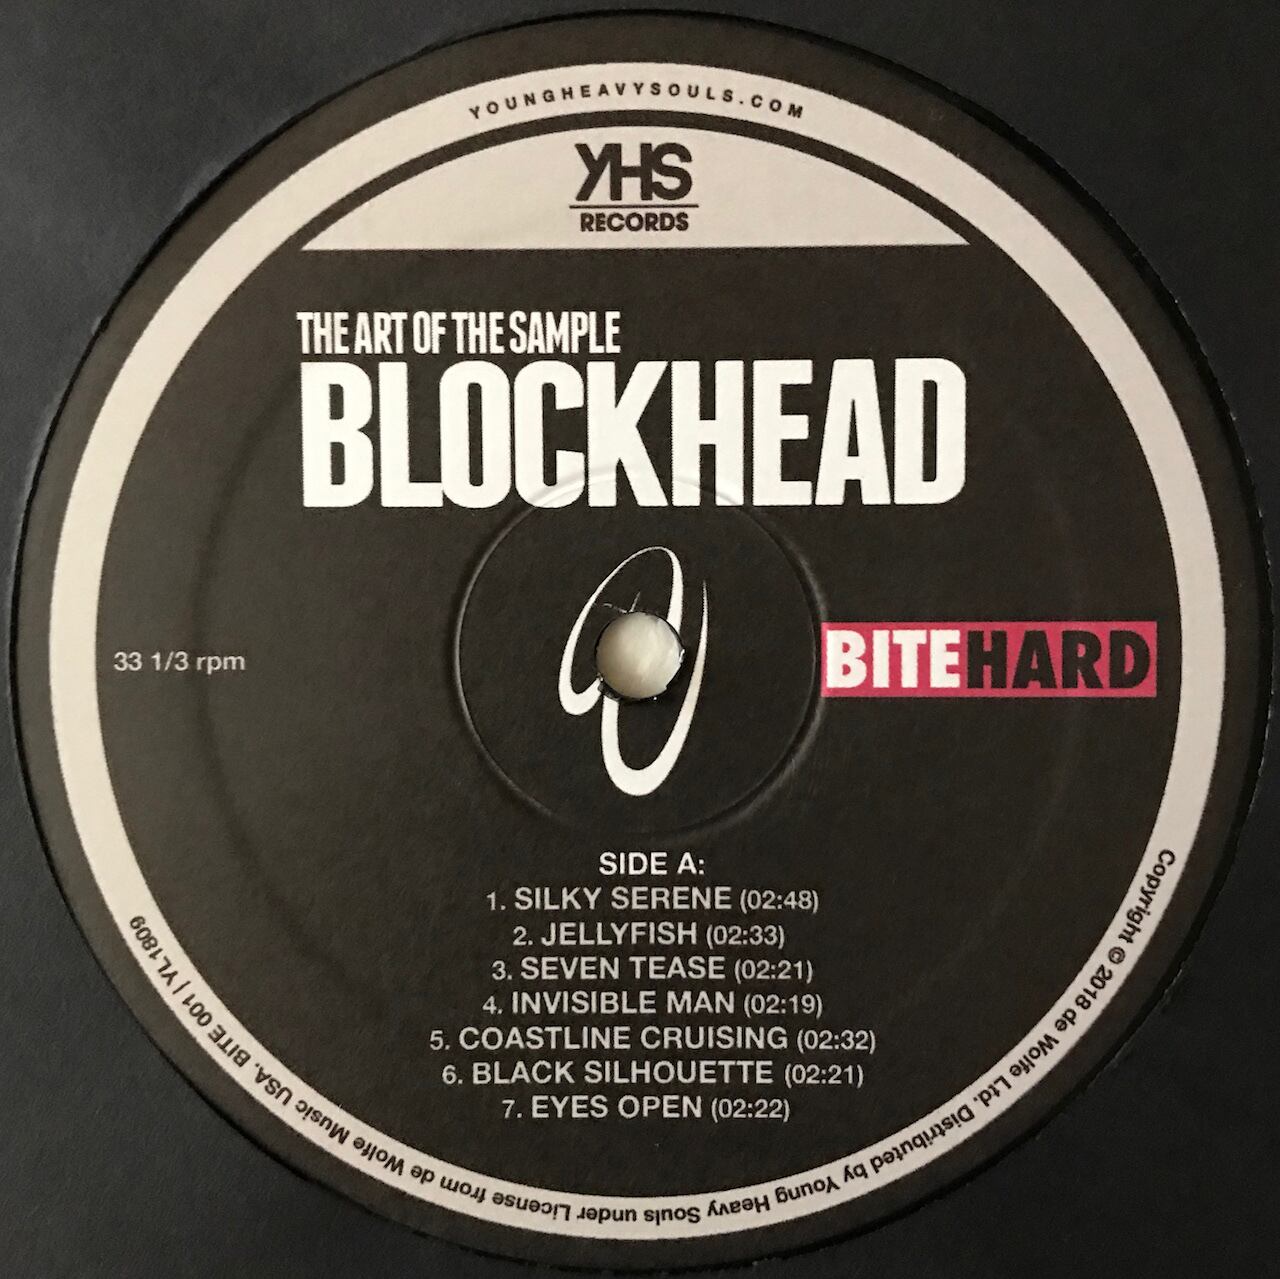 YOUNGHEAVYSOULS.COM
YHS
RECORDS
THE ART OF THE SAMPLE
BLOCKHEAD
33 1/3 rpm
BITEHARD
SIDE A:
1. SILKY SERENE (02:48)
2. JELLYFISH (02:33)
3. SEVEN TEASE (02:21)
4. INVISIBLE MAN (02:19)
5. COASTLINE CRUISING (02:32)
6. BLACK SILHOUETTE (02:21)
7. EYES OPEN (02:22)
Copyright © 2018 de Wolfe Ltd. Distributed by Young Heavy Souls under License from de Wolfe Music USA. BITE 001 | YL1809